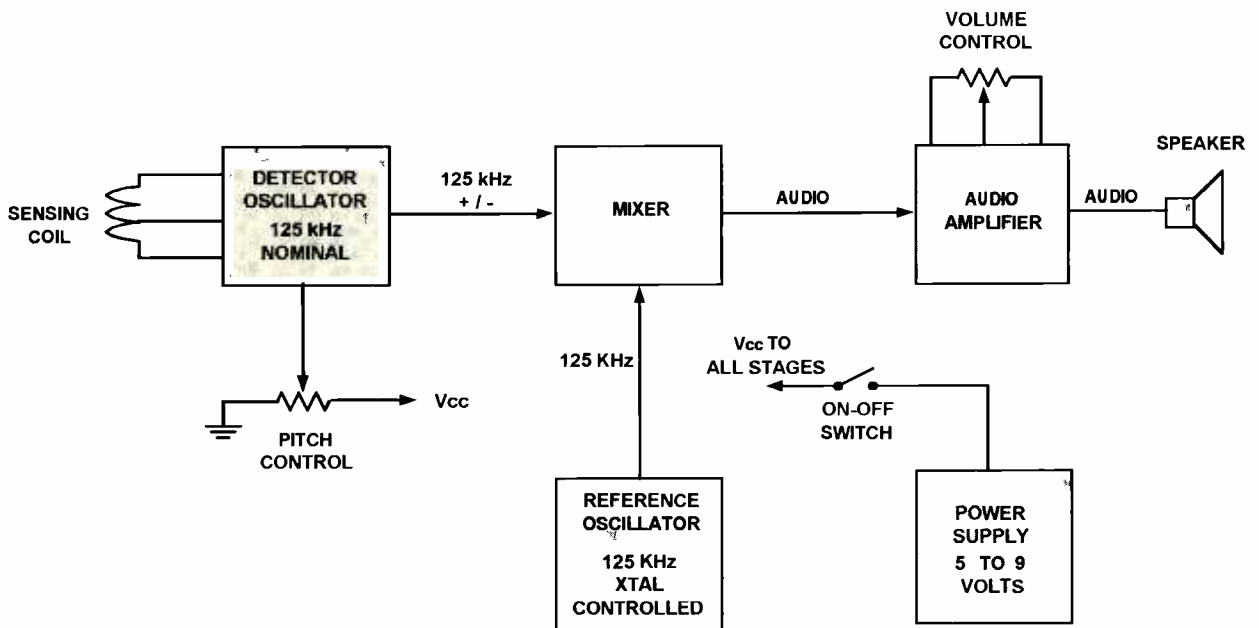 VOLUME
CONTROL
SPEAKER
SENSING
COIL
DETECTOR
OSCILLATOR
125 kHz
NOMINAL
125 kHz
+ / -
MIXER
AUDIO
AUDIO
AMPLIFIER
AUDIO
125 KHz
Vcc TO
ALL STAGES
ON-OFF
SWITCH
Vcc
PITCH
CONTROL
REFERENCE
OSCILLATOR
125 KHz
XTAL
CONTROLLED
POWER
SUPPLY
5 TO 9
VOLTS